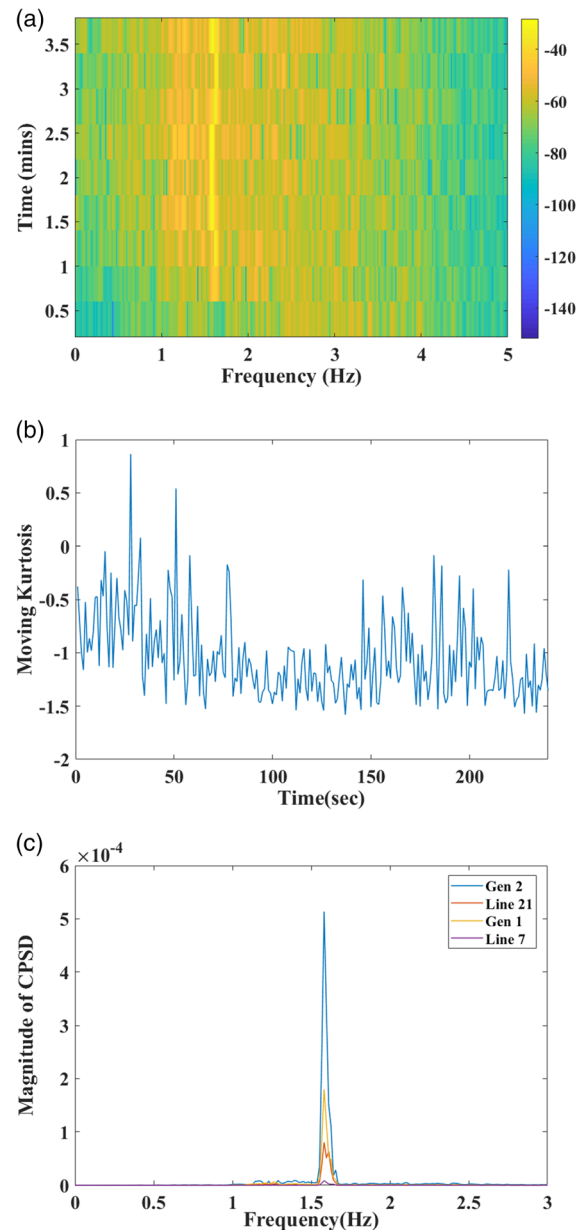 (a)
3.5
3
2.5
2
1.5
1
0.5
Time (mins)
0 1 2 3 4 5
Frequency (Hz)
-40
-60
-80
-100
-120
-140
(b)
1
0.5
0
-0.5
-1
-1.5
-2
Moving Kurtosis
0 50 100 150 200
Time(sec)
(c)
×10-4
6
5
4
3
2
1
0
Magnitude of CPSD
Gen 2
Line 21
Gen 1
Line 7
0 0.5 1 1.5 2 2.5 3
Frequency(Hz)